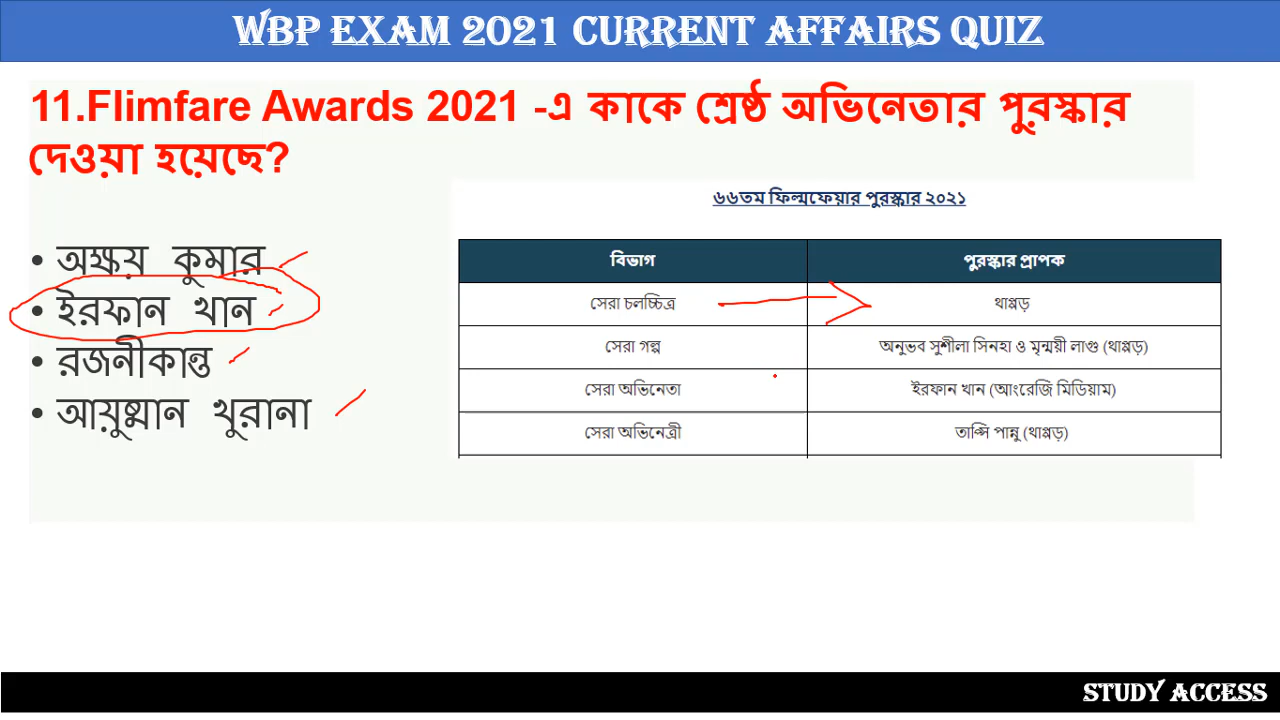 WBP EXAM 2021 CURRENT AFFAIRS QUIZ
11.Flimfare Awards 2021 -এ কাকে শ্রেষ্ঠ অভিনেতার পুরস্কার
দেওয়া হয়েছে?
• অক্ষয় কুমার
• ইরফান খান
• রজনীকান্ত
• আয়ুষ্মান খুরানা
৬৬তম ফিল্মফেয়ার পুরস্কার ২০২১
বিভাগ পুরস্কার প্রাপক
সেরা চলচ্চিত্র থাপ্পড়
সেরা গল্প অনুভব সুশীলা সিনহা ও মৃন্ময়ী লাগু (থাপ্পড়)
সেরা অভিনেতা ইরফান খান (আংরেজি মিডিয়াম)
সেরা অভিনেত্রী তাপ্সি পান্নু (থাপ্পড়)
STUDY ACCESS